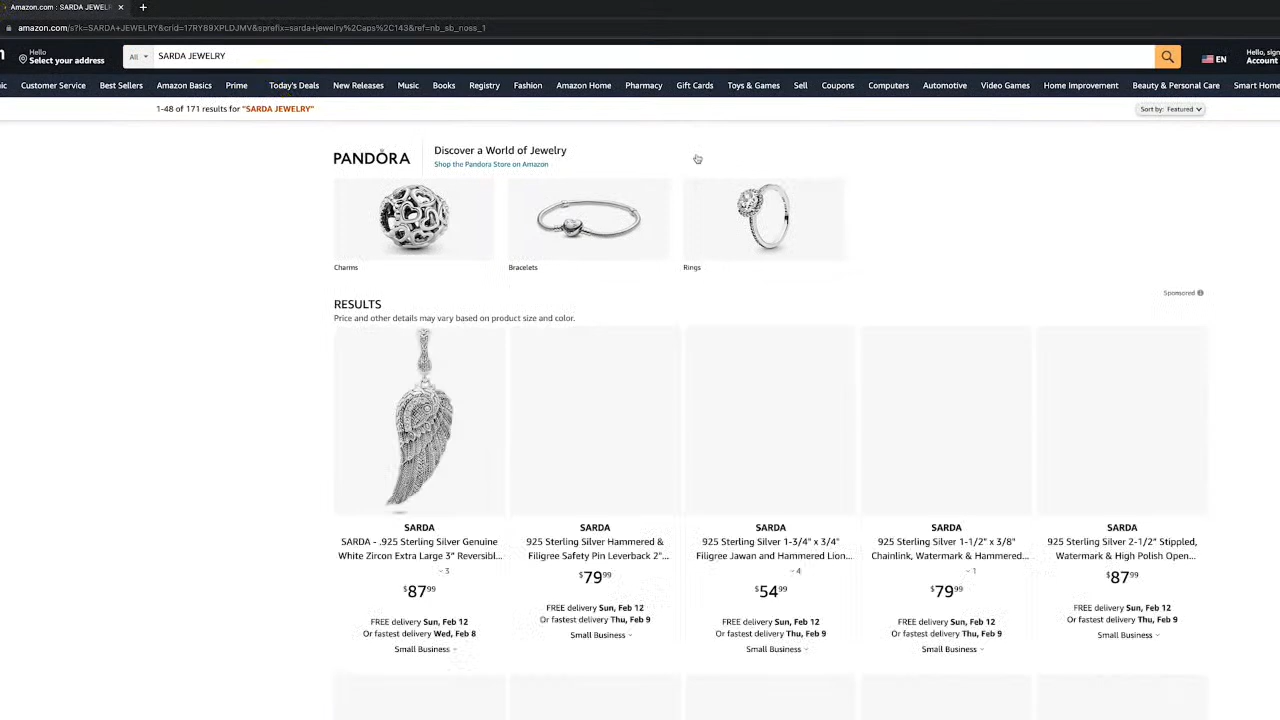 Amazon.com : SARDA JEWELR
amazon.com/s?k=SARDA+JEWELRY&crid=17RY89XPLDJMV&sprefix=sarda+jewelry%2Caps%2C143&ref=nb_sb_noss_1
Hello
Select your address
All
SARDA JEWELRY
EN
Hello, sign
Account
ic Customer Service Best Sellers Amazon Basics Prime Today's Deals New Releases Music Books Registry Fashion Amazon Home Pharmacy Gift Cards Toys & Games Sell Coupons Computers Automotive Video Games Home Improvement Beauty & Personal Care Smart Home
1-48 of 171 results for "SARDA JEWELRY"
Sort by: Featured
PANDÖRA
Discover a World of Jewelry
Shop the Pandora Store on Amazon
Charms
Bracelets
Rings
Sponsored
RESULTS
Price and other details may vary based on product size and color.
SARDA
SARDA - .925 Sterling Silver Genuine
White Zircon Extra Large 3" Reversibl...
3
$87.99
FREE delivery Sun, Feb 12
Or fastest delivery Wed, Feb 8
Small Business
SARDA
925 Sterling Silver Hammered &
Filigree Safety Pin Leverback 2"...
$79.99
FREE delivery Sun, Feb 12
Or fastest delivery Thu, Feb 9
Small Business
SARDA
925 Sterling Silver 1-3/4" x 3/4"
Filigree Jawan and Hammered Lion...
4
$54.99
FREE delivery Sun, Feb 12
Or fastest delivery Thu, Feb 9
Small Business
SARDA
925 Sterling Silver 1-1/2" x 3/8"
Chainlink, Watermark & Hammered...
1
$79.99
FREE delivery Sun, Feb 12
Or fastest delivery Thu, Feb 9
Small Business
SARDA
925 Sterling Silver 2-1/2" Stippled,
Watermark & High Polish Open...
$87.99
FREE delivery Sun, Feb 12
Or fastest delivery Thu, Feb 9
Small Business